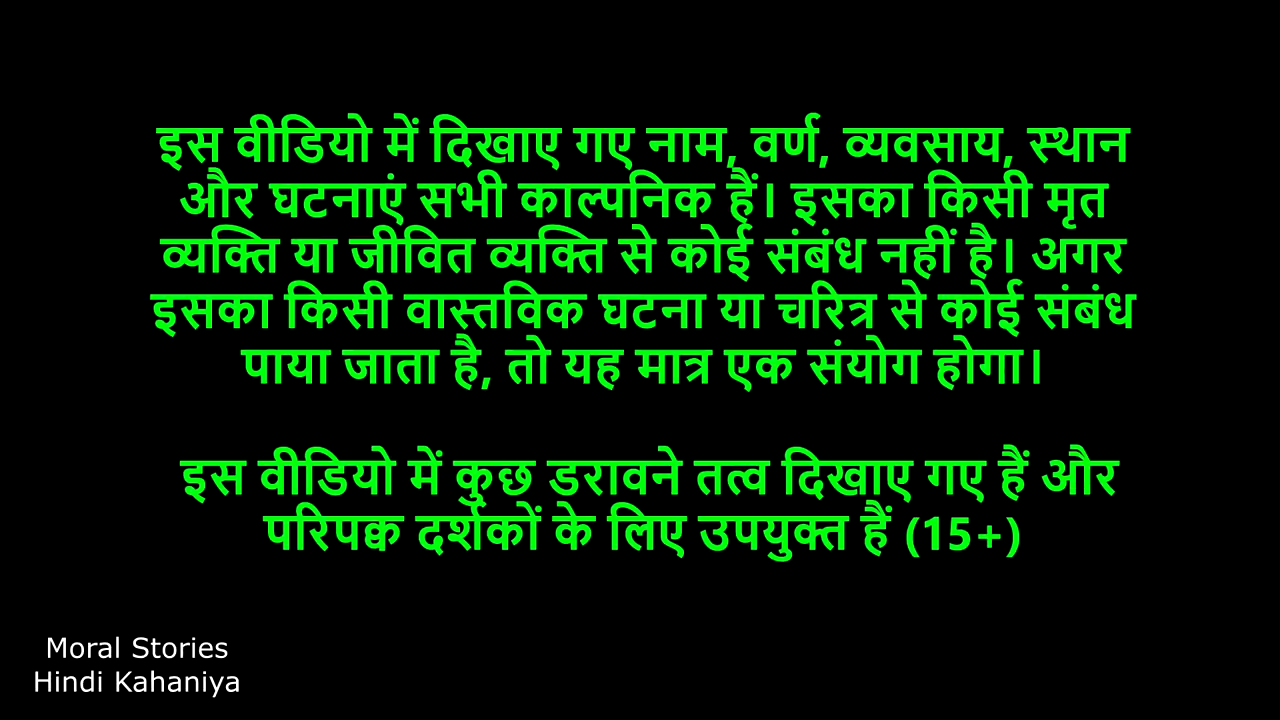 इस वीडियो में दिखाए गए नाम, वर्ण, व्यवसाय, स्थान
और घटनाएं सभी काल्पनिक हैं। इसका किसी मृत
व्यक्ति या जीवित व्यक्ति से कोई संबंध नहीं है। अगर
इसका किसी वास्तविक घटना या चरित्र से कोई संबंध
पाया जाता है, तो यह मात्र एक संयोग होगा।
इस वीडियो में कुछ डरावने तत्व दिखाए गए हैं और
परिपक्व दर्शकों के लिए उपयुक्त हैं (15+)
Moral Stories
Hindi Kahaniya